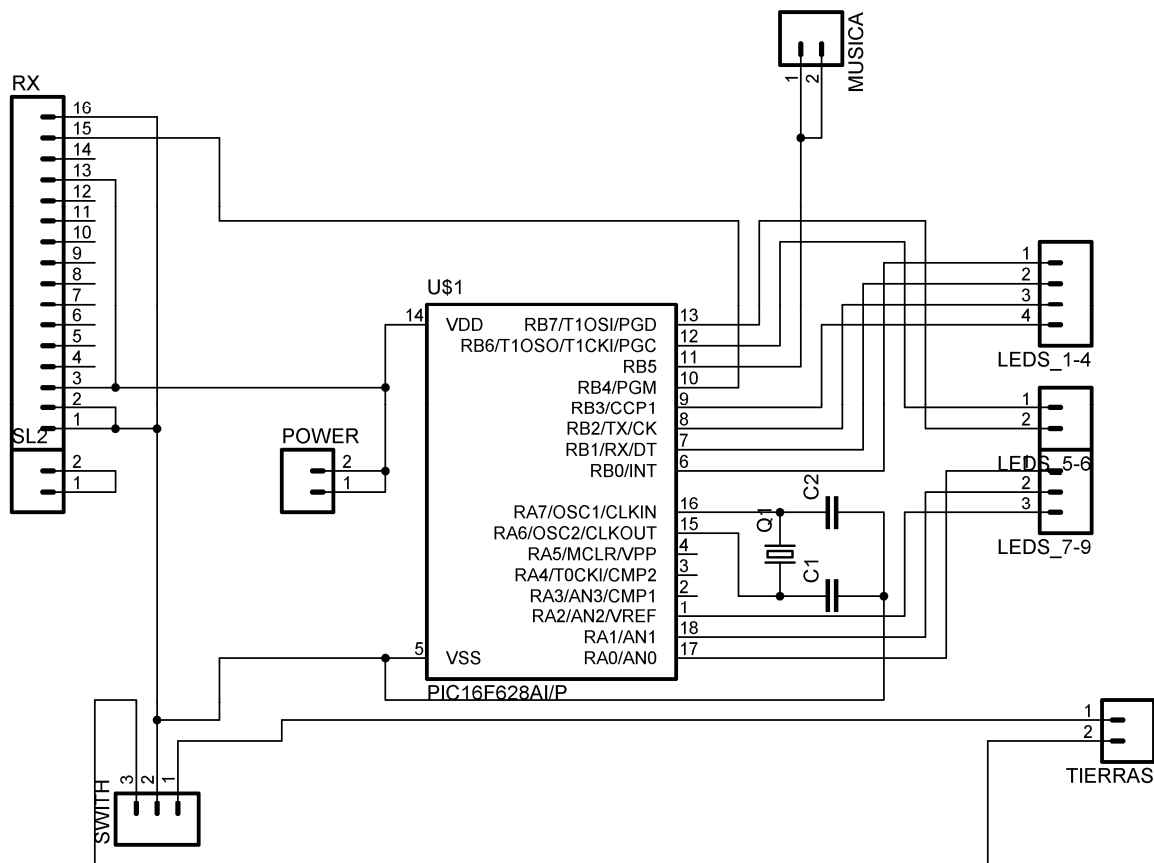 MUSICA
1
2
RX
16
15
14
13
12
11
10
9
8
7
6
5
4
3
2
1
SL2
2
1
POWER
2
1
U$1
14 VDD
5 VSS
RB7/T1OSI/PGD 13
RB6/T1OSO/T1CKI/PGC 12
RB5 11
RB4/PGM 10
RB3/CCP1 9
RB2/TX/CK 8
RB1/RX/DT 7
RB0/INT 6
RA7/OSC1/CLKIN 16
RA6/OSC2/CLKOUT 15
RA5/MCLR/VPP 4
RA4/T0CKI/CMP2 3
RA3/AN3/CMP1 2
RA2/AN2/VREF 1
RA1/AN1 18
RA0/AN0 17
PIC16F628AI/P
Q1
C2
C1
1
2
3
4
LEDS_1-4
1
2
LEDS_5-6
1
2
3
LEDS_7-9
1
2
TIERRAS
SWITH
3
2
1